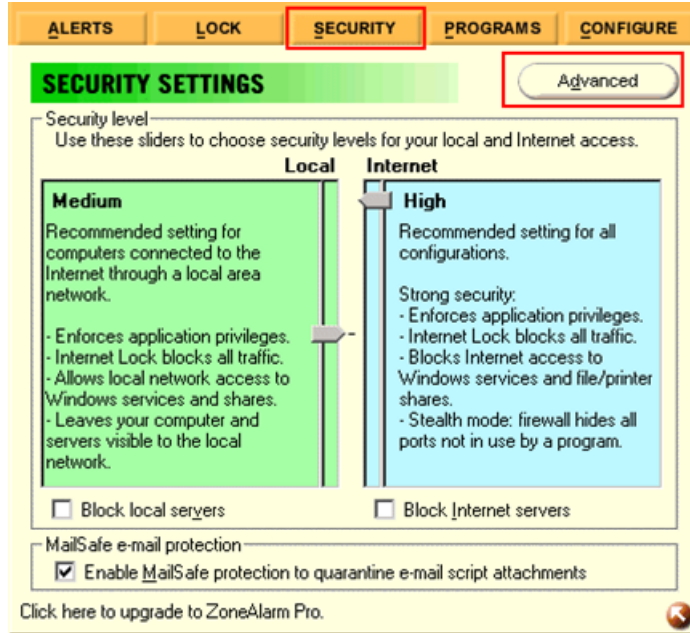 ALERTS LOCK SECURITY PROGRAMS CONFIGURE
SECURITY SETTINGS
Advanced
Security level
Use these sliders to choose security levels for your local and Internet access.
Local Internet
Medium
Recommended setting for
computers connected to the
Internet through a local area
network.
- Enforces application privileges.
- Internet Lock blocks all traffic.
- Allows local network access to
Windows services and shares.
- Leaves your computer and
servers visible to the local
network.
High
Recommended setting for all
configurations.
Strong security:
- Enforces application privileges.
- Internet Lock blocks all traffic.
- Blocks Internet access to
Windows services and file/printer
shares.
- Stealth mode: firewall hides all
ports not in use by a program.
Block local servers
Block Internet servers
MailSafe e-mail protection
Enable MailSafe protection to quarantine e-mail script attachments
Click here to upgrade to ZoneAlarm Pro.